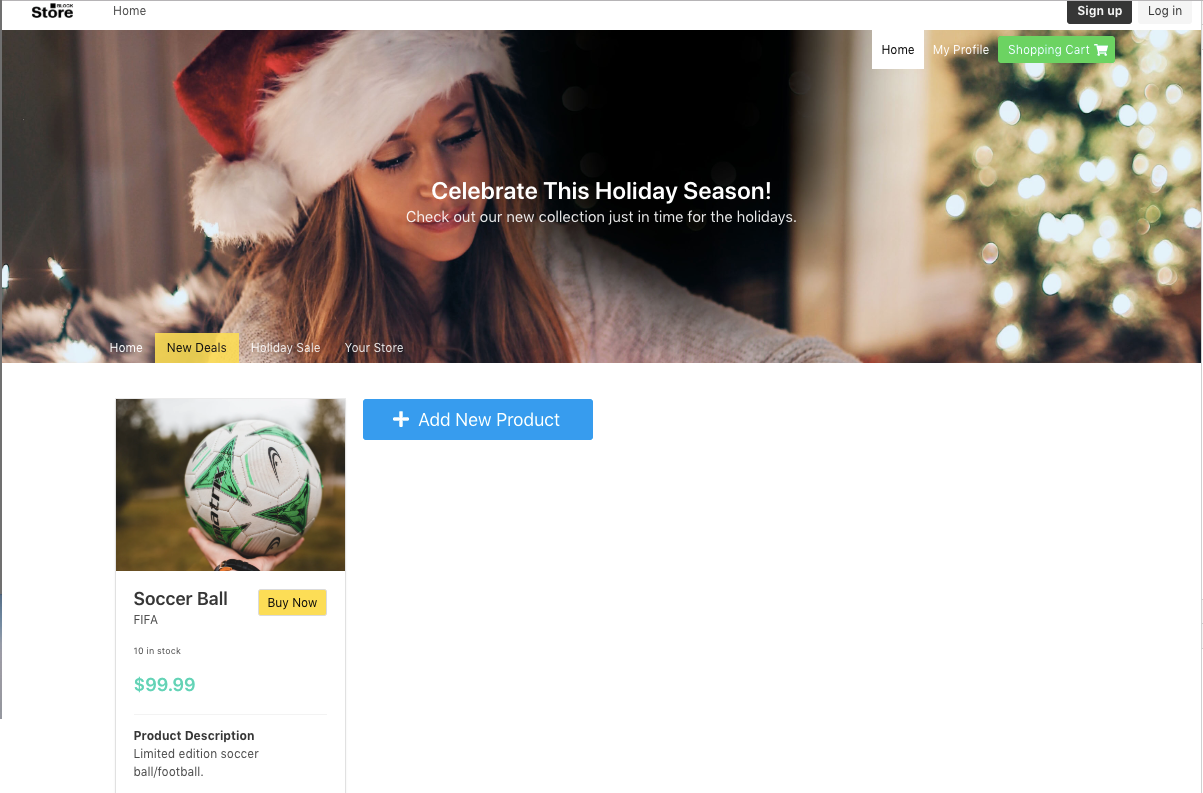 BLOCK
Store
Home
Sign up
Log in
Home
My Profile
Shopping Cart
Celebrate This Holiday Season!
Check out our new collection just in time for the holidays.
Home
New Deals
Holiday Sale
Your Store
Add New Product
matrix
Soccer Ball
Buy Now
FIFA
10 in stock
$99.99
Product Description
Limited edition soccer
ball/football.